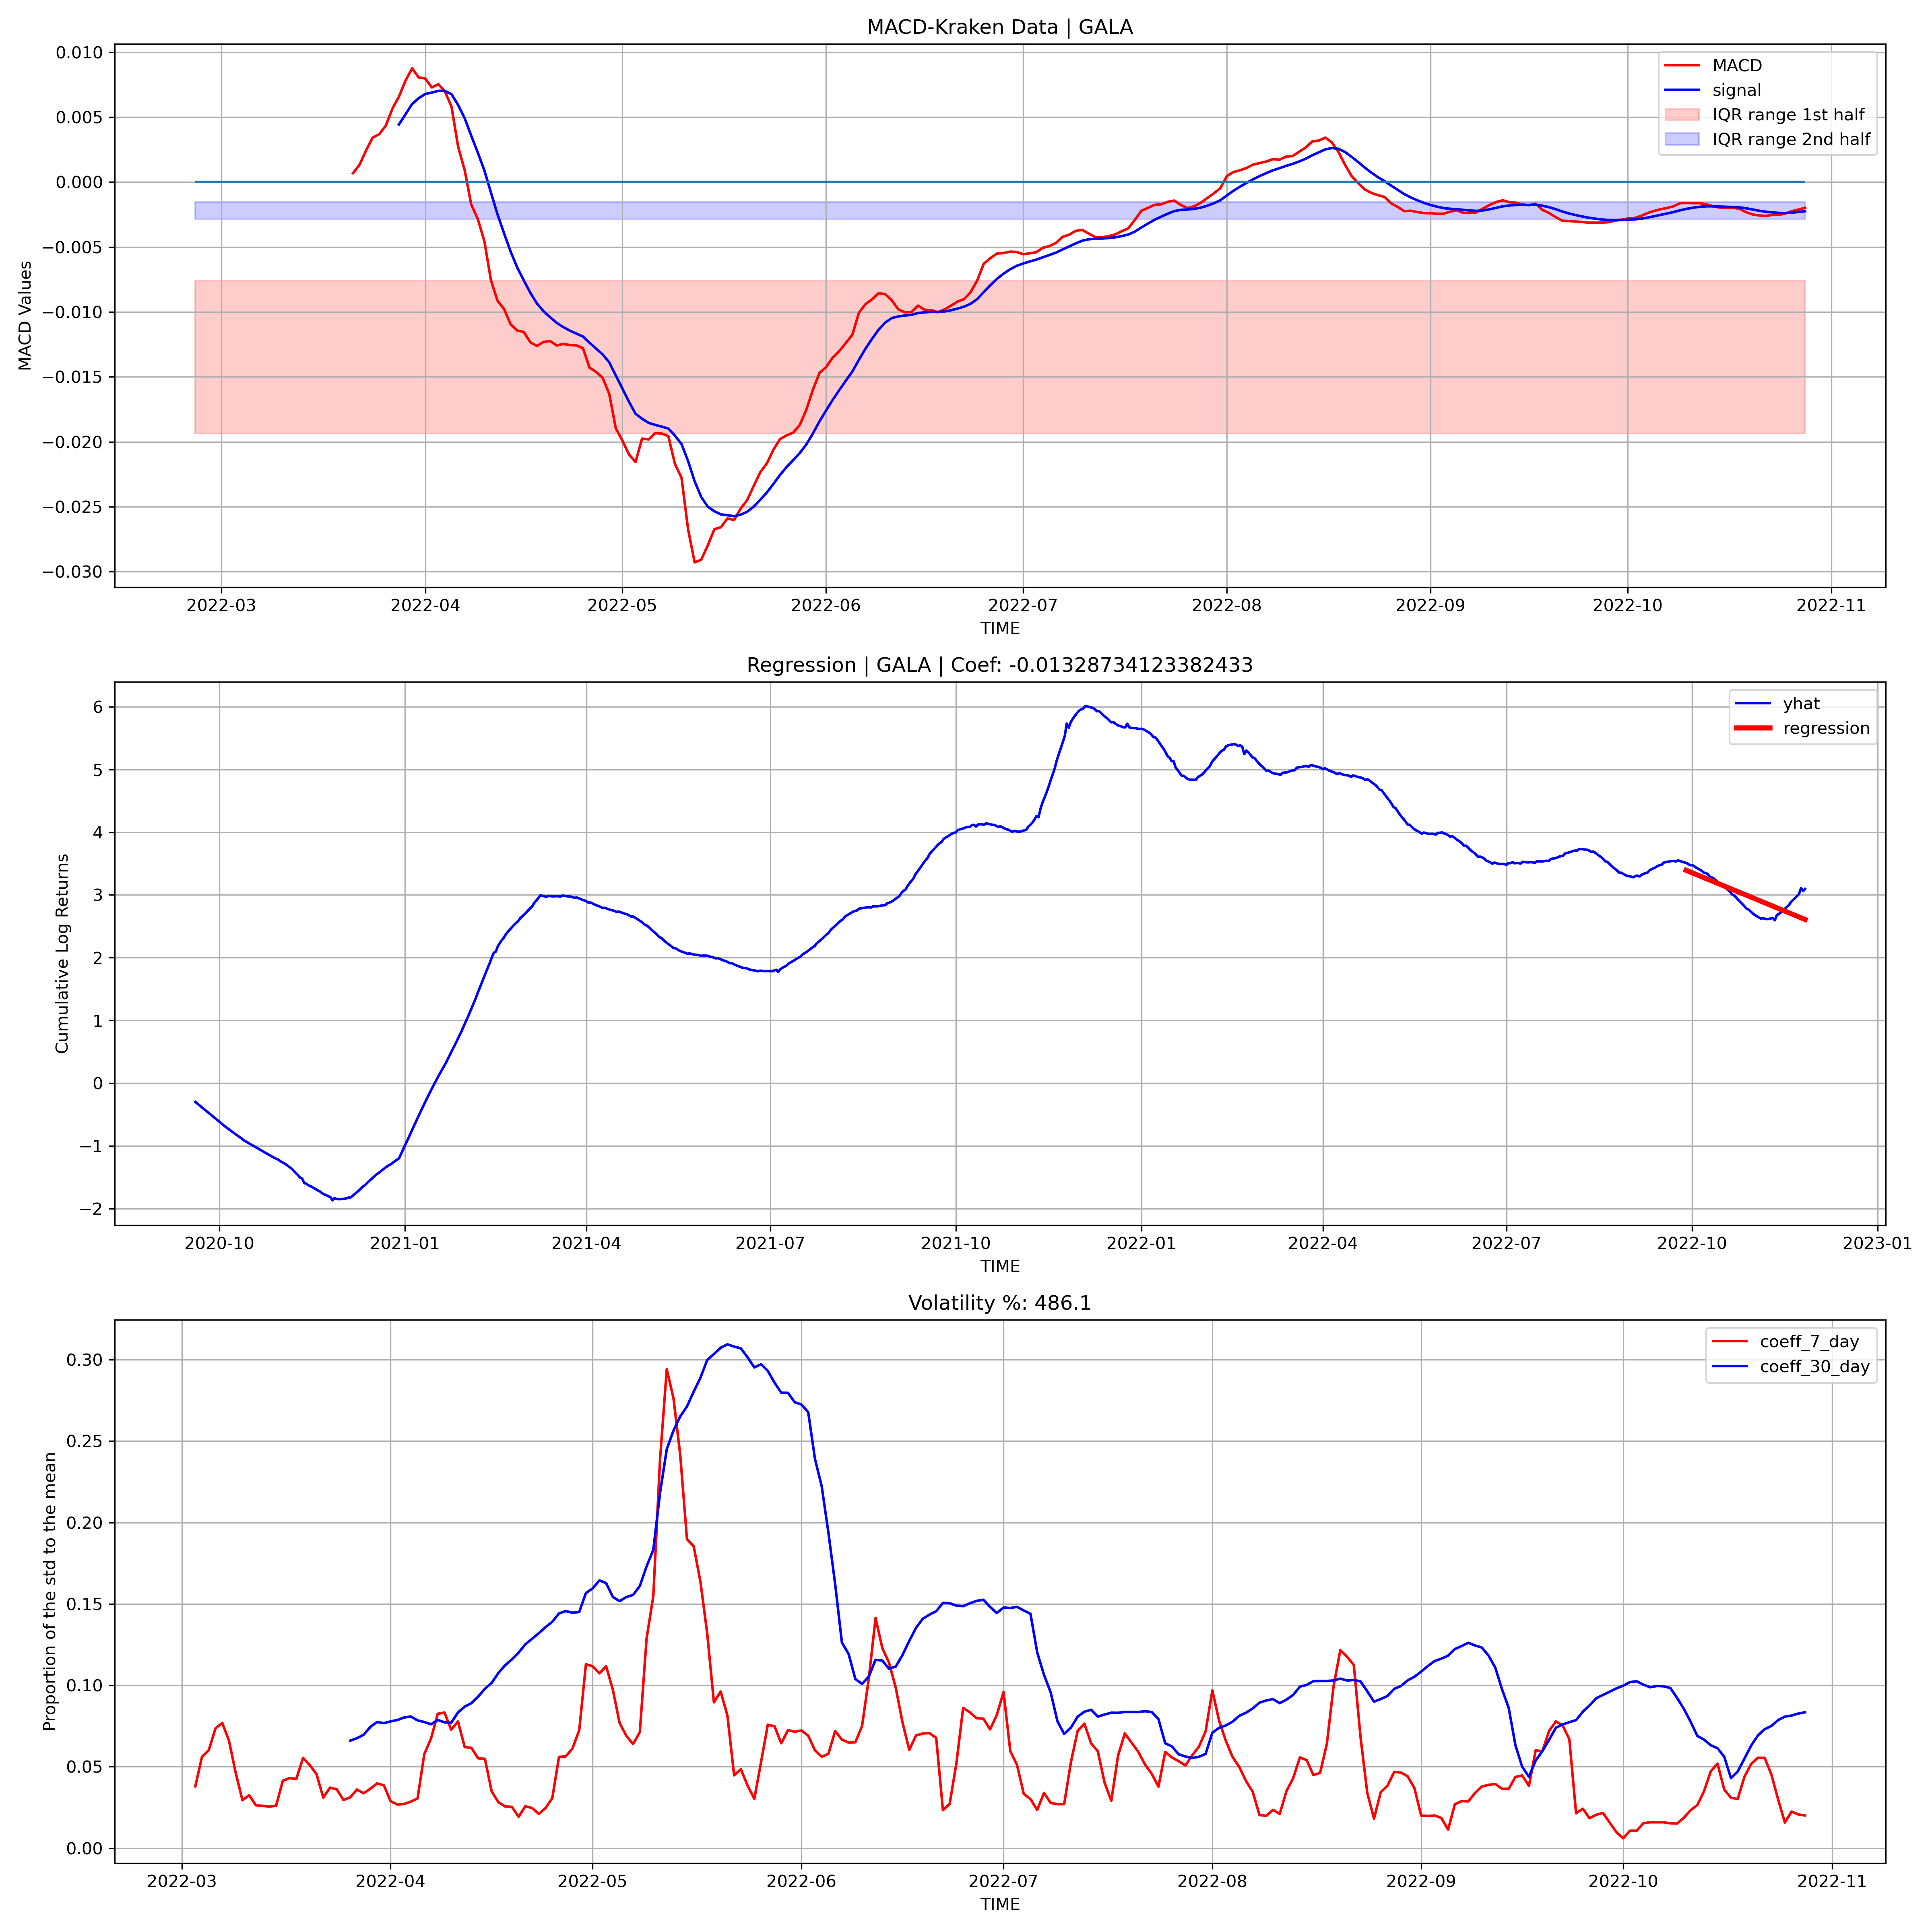 MACD-Kraken Data | GALA
MACD Values
0.010
0.005
0.000
−0.005
−0.010
−0.015
−0.020
−0.025
−0.030
MACD
signal
IQR range 1st half
IQR range 2nd half
2022-03 2022-04 2022-05 2022-06 2022-07 2022-08 2022-09 2022-10 2022-11
TIME
Regression | GALA | Coef: -0.01328734123382433
Cumulative Log Returns
6
5
4
3
2
1
0
−1
−2
yhat
regression
2020-10 2021-01 2021-04 2021-07 2021-10 2022-01 2022-04 2022-07 2022-10 2023-01
TIME
Volatility %: 486.1
Proportion of the std to the mean
0.30
0.25
0.20
0.15
0.10
0.05
0.00
coeff_7_day
coeff_30_day
2022-03 2022-04 2022-05 2022-06 2022-07 2022-08 2022-09 2022-10 2022-11
TIME